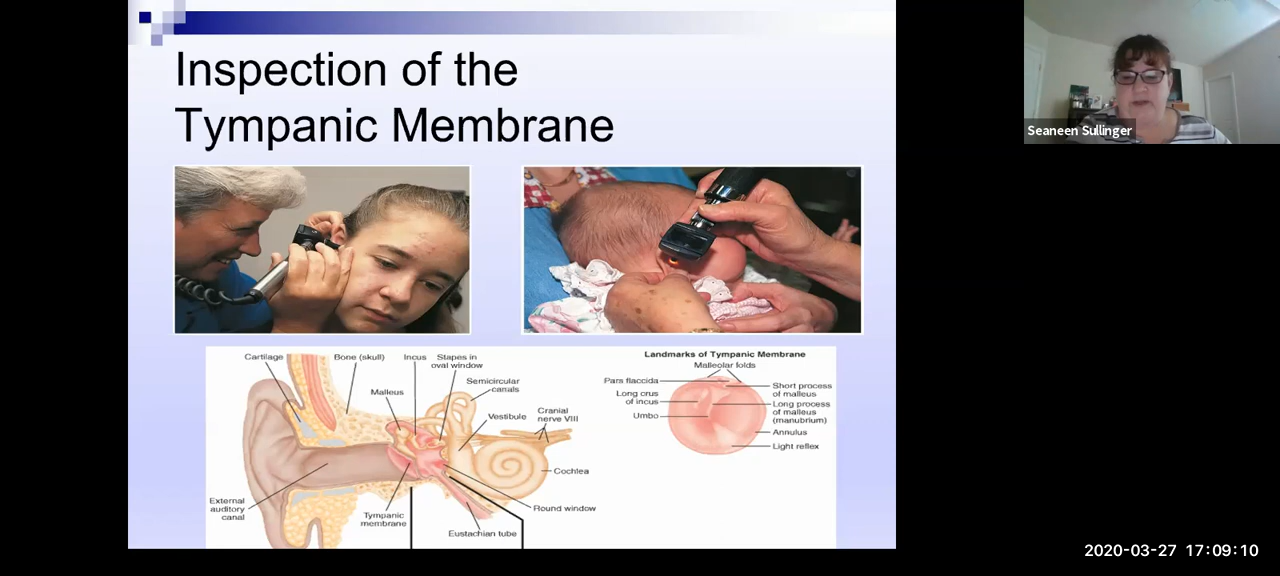 Inspection of the
Tympanic Membrane
Seaneen Sullinger
Cartilage
Bone (skull)
Incus
Stapes in
oval window
Malleus
Semicircular
canals
Vestibule
Cranial
nerve VIII
Cochlea
External
auditory
canal
Tympanic
membrane
Round window
Eustachian tube
Landmarks of Tympanic Membrane
Malleolar folds
Pars flaccida
Long crus
of incus
Umbo
Short process
of malleus
Long process
of malleus
(manubrium)
Annulus
Light reflex
2020-03-27 17:09:10